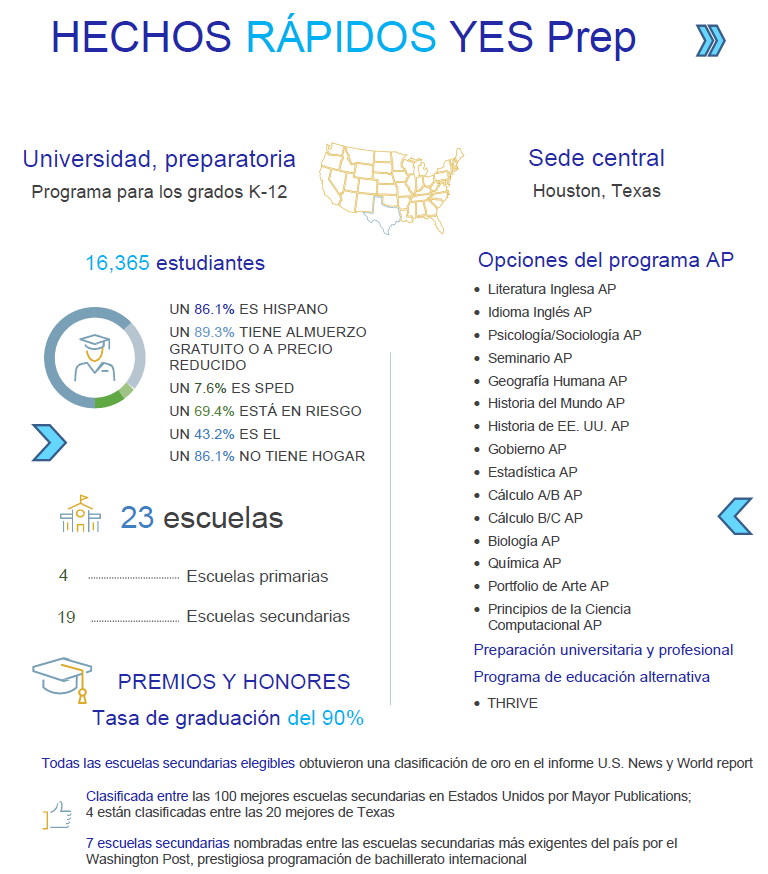 HECHOS RÁPIDOS YES Prep
Universidad, preparatoria
Programa para los grados K-12
Sede central
Houston, Texas
16,365 estudiantes
UN 86.1% ES HISPANO
UN 89.3% TIENE ALMUERZO
GRATUITO O A PRECIO
REDUCIDO
UN 7.6% ES SPED
UN 69.4% ESTÁ EN RIESGO
UN 43.2% ES EL
UN 86.1% NO TIENE HOGAR
23 escuelas
4 ............................ Escuelas primarias
19 ............................ Escuelas secundarias
PREMIOS Y HONORES
Tasa de graduación del 90%
Opciones del programa AP
• Literatura Inglesa AP
• Idioma Inglés AP
• Psicología/Sociología AP
• Seminario AP
• Geografía Humana AP
• Historia del Mundo AP
• Historia de EE. UU. AP
• Gobierno AP
• Estadística AP
• Cálculo A/B AP
• Cálculo B/C AP
• Biología AP
• Química AP
• Portfolio de Arte AP
• Principios de la Ciencia
Computacional AP
Preparación universitaria y profesional
Programa de educación alternativa
• THRIVE
Todas las escuelas secundarias elegibles obtuvieron una clasificación de oro en el informe U.S. News y World report
Clasificada entre las 100 mejores escuelas secundarias en Estados Unidos por Mayor Publications;
4 están clasificadas entre las 20 mejores de Texas
7 escuelas secundarias nombradas entre las escuelas secundarias más exigentes del país por el
Washington Post, prestigiosa programación de bachillerato internacional